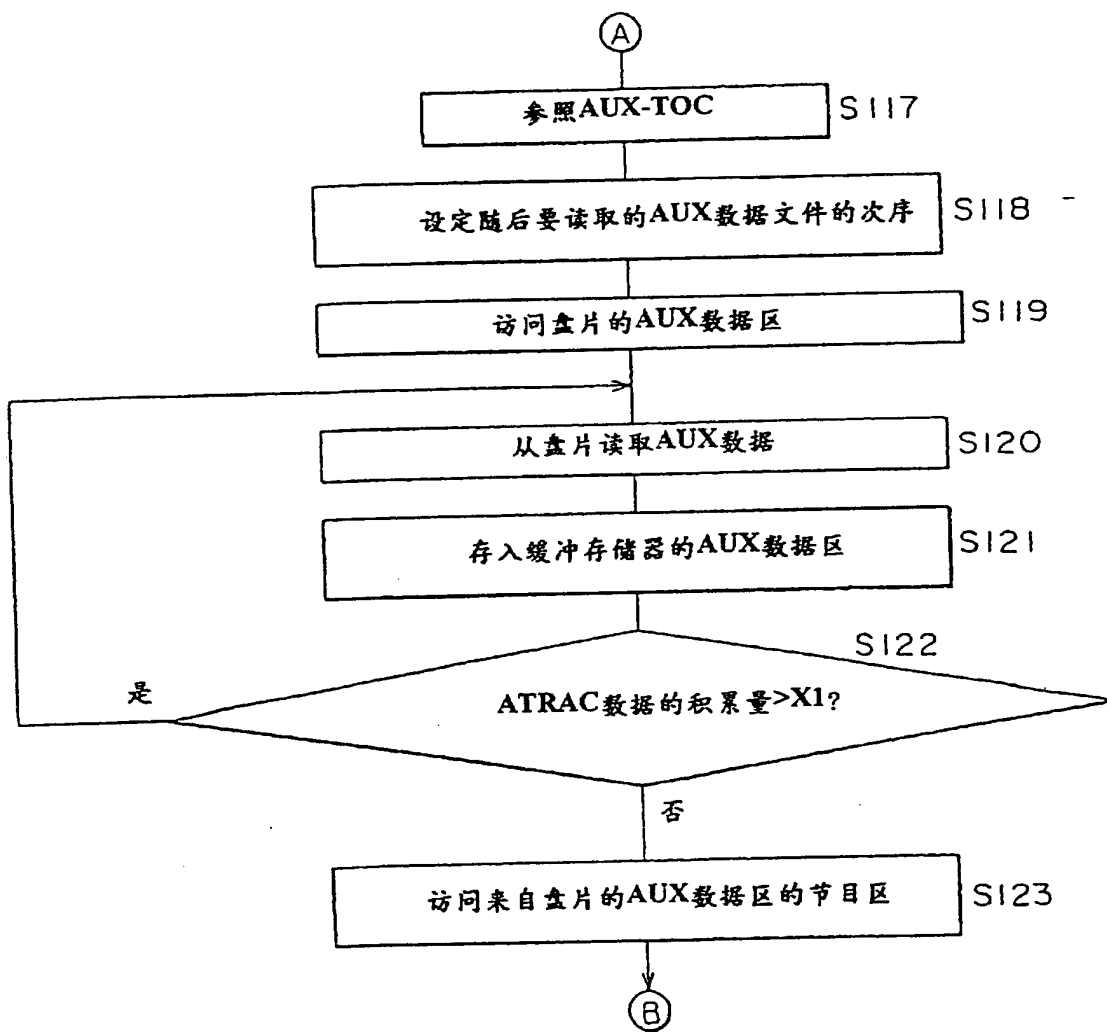 A
参照AUX-TOC
S117
设定随后要读取的AUX数据文件的次序
S118
访问盘片的AUX数据区
S119
从盘片读取AUX数据
S120
存入缓冲存储器的AUX数据区
S121
S122
ATRAC数据的积累量>X1?
是
否
访问来自盘片的AUX数据区的节目区
S123
B